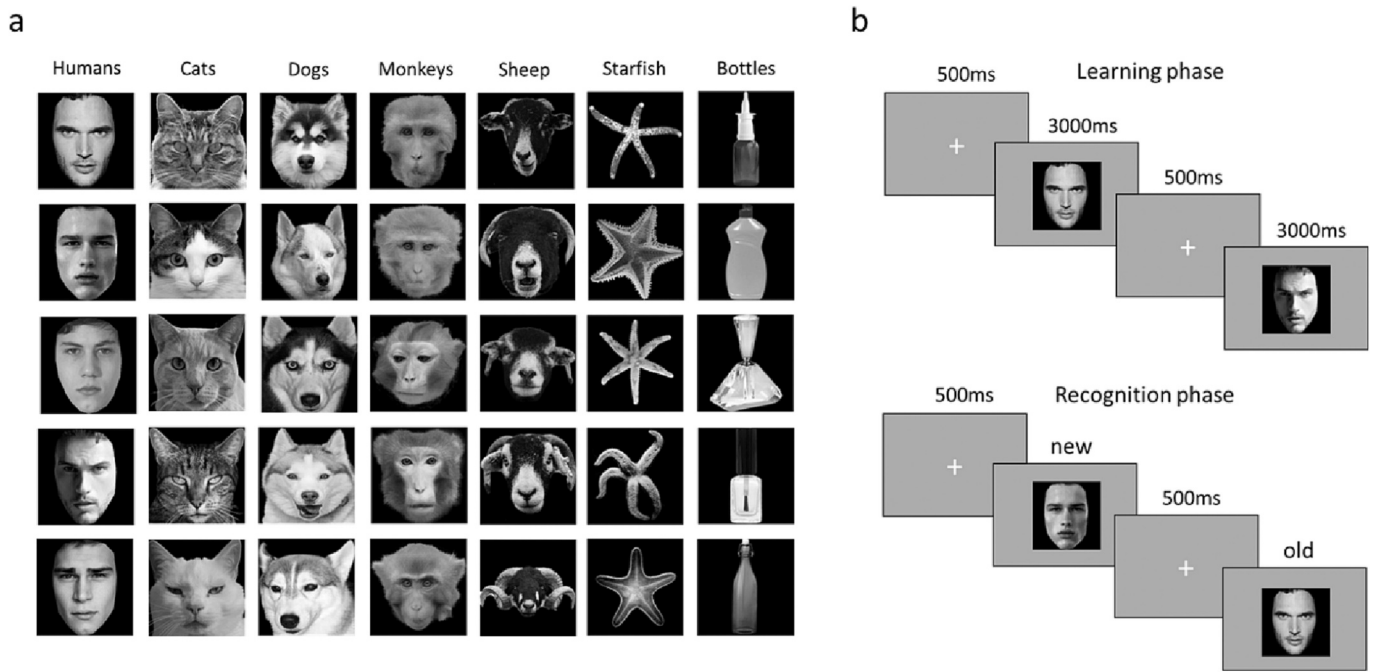 a
Humans Cats Dogs Monkeys Sheep Starfish Bottles
b
Learning phase
500ms
3000ms
500ms
3000ms
Recognition phase
500ms
new
500ms
old